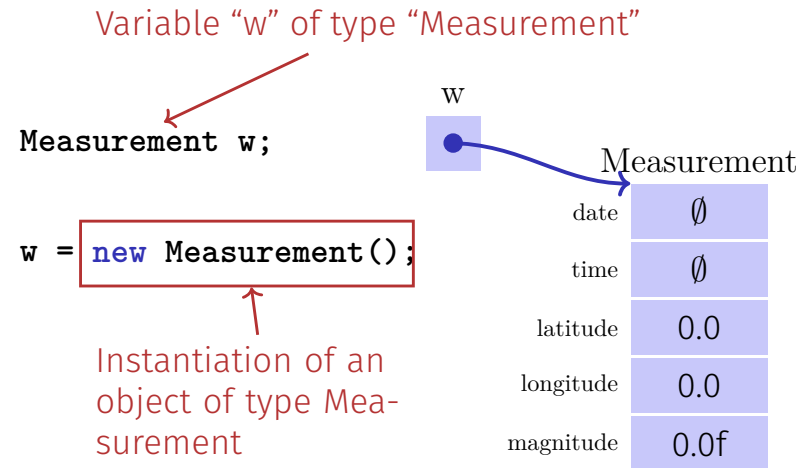 Variable “w” of type “Measurement”
w
Measurement w;
Measurement
date ∅
w = new Measurement();
time ∅
latitude 0.0
Instantiation of an
object of type Mea-
surement
longitude 0.0
magnitude 0.0f